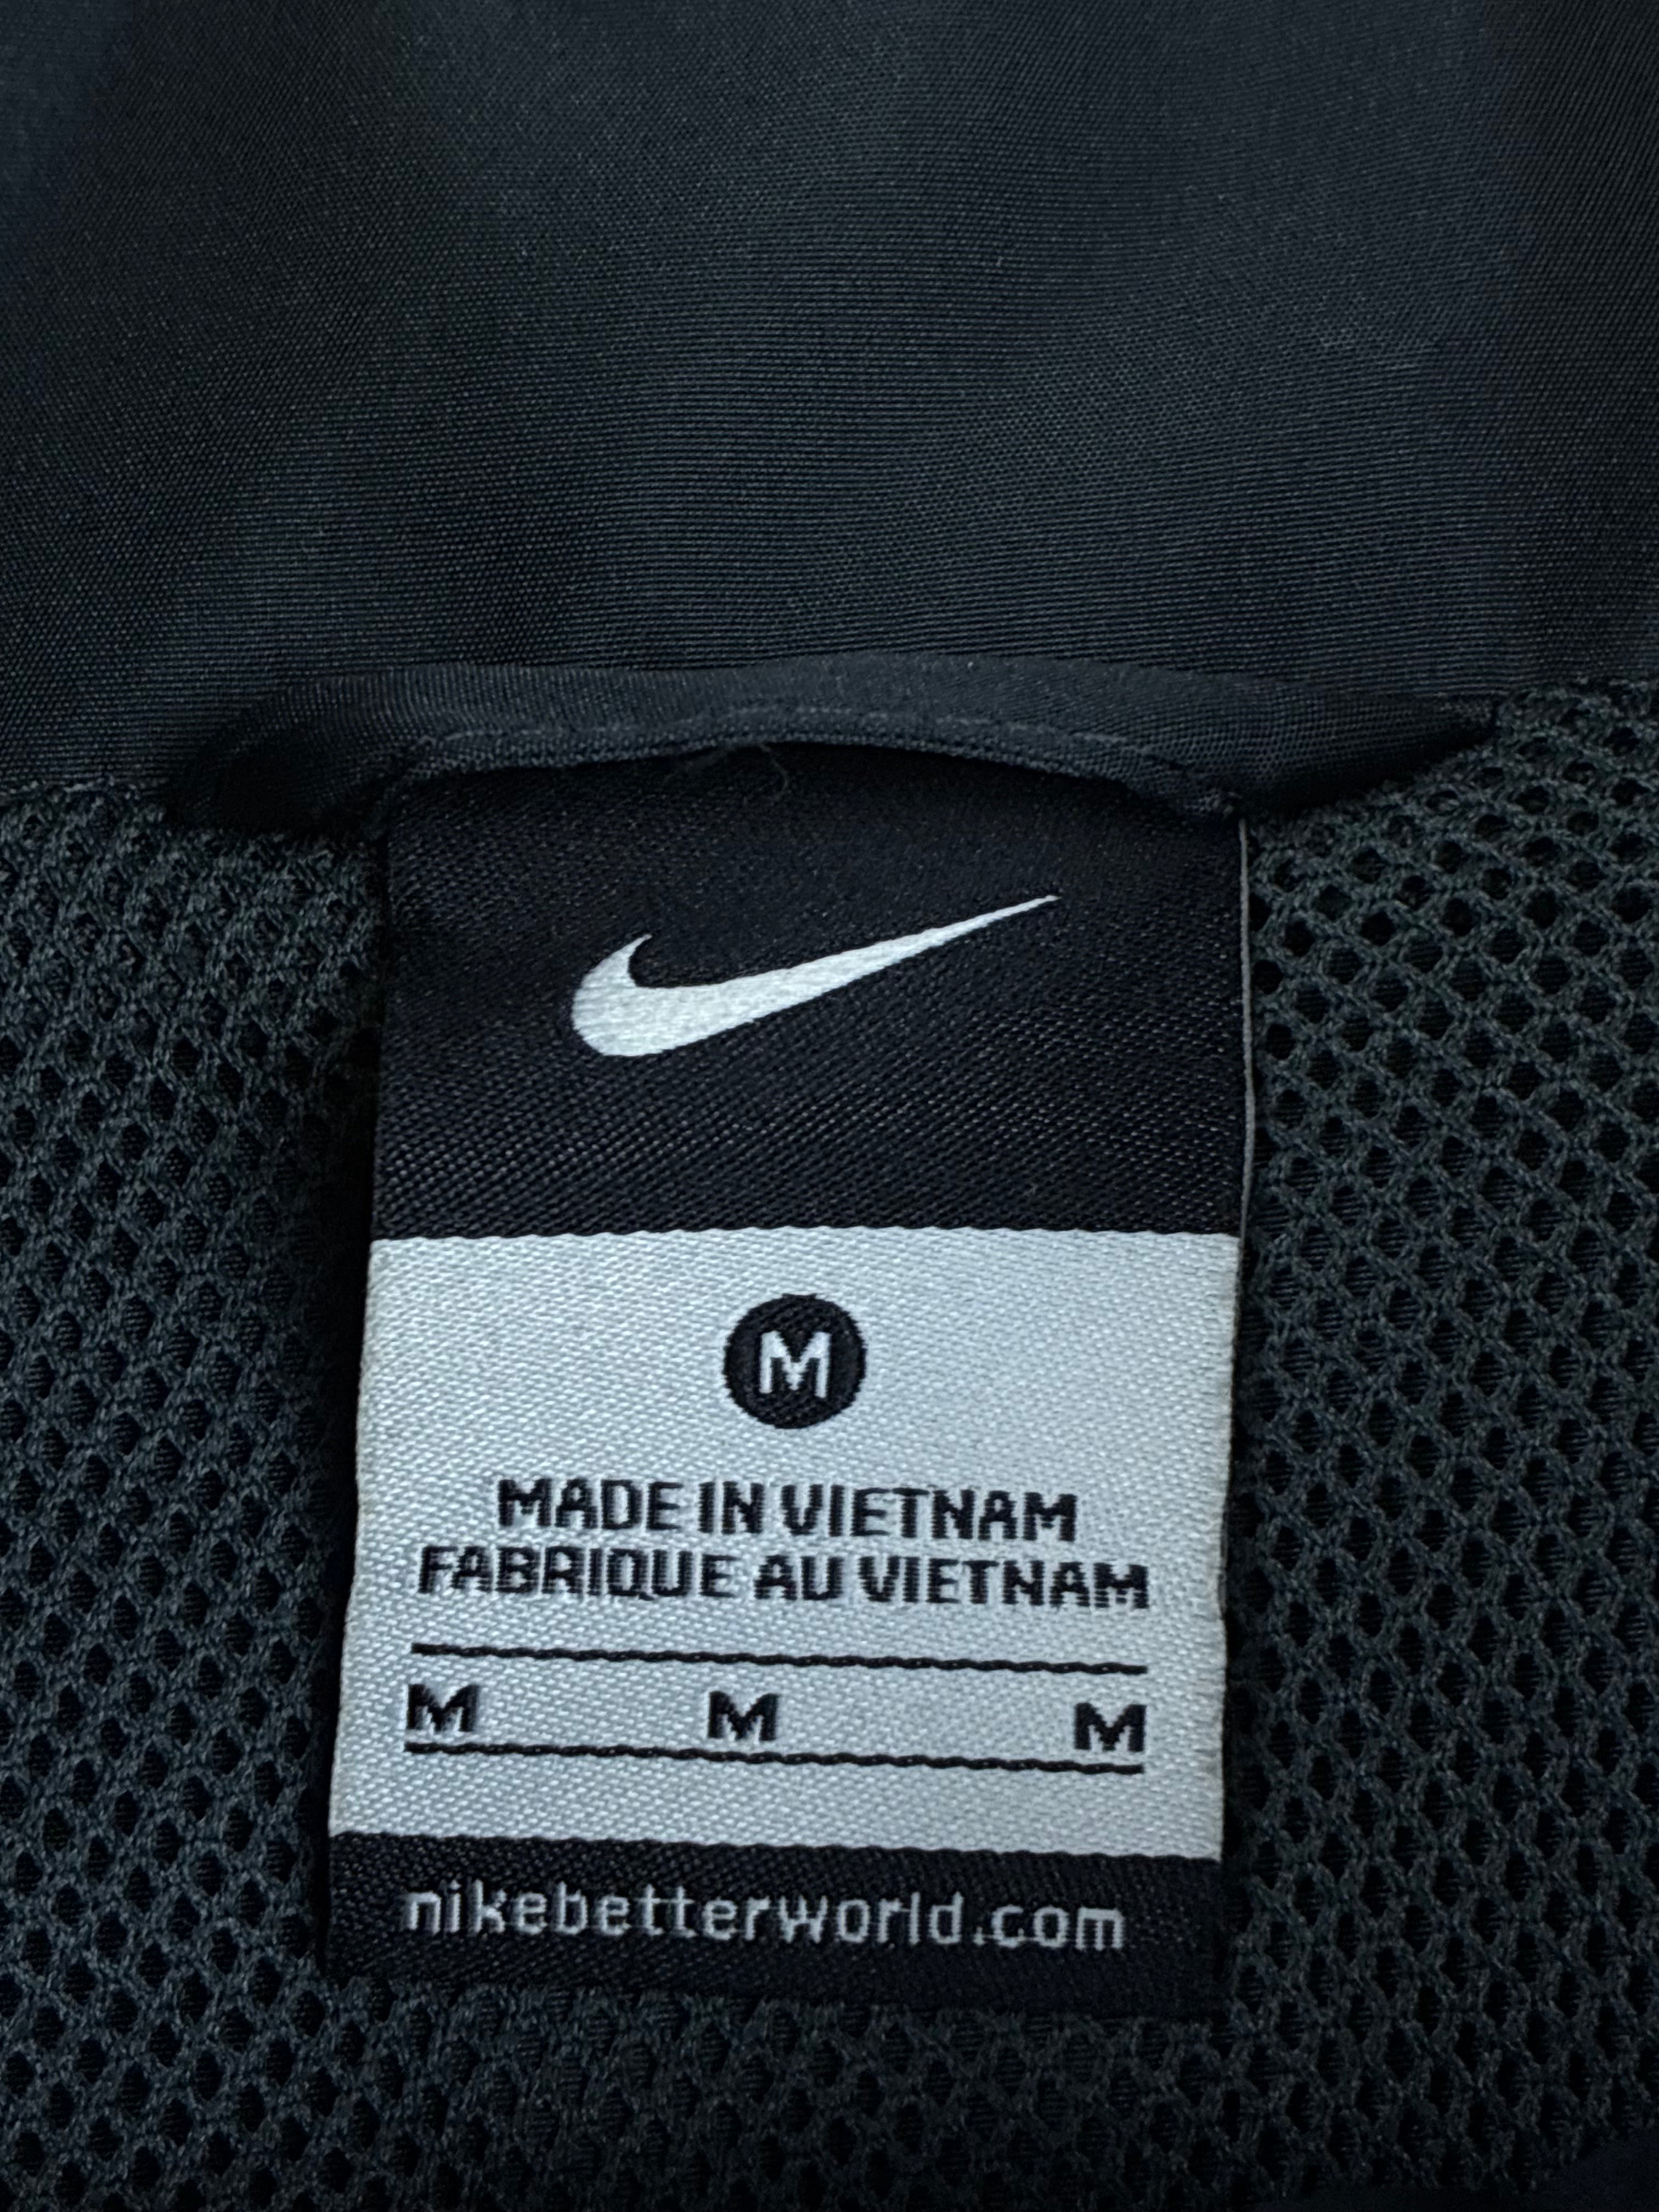 M
MADE IN VIETNAM
FABRIQUE AU VIETNAM
M M M
nikebetterworld.com